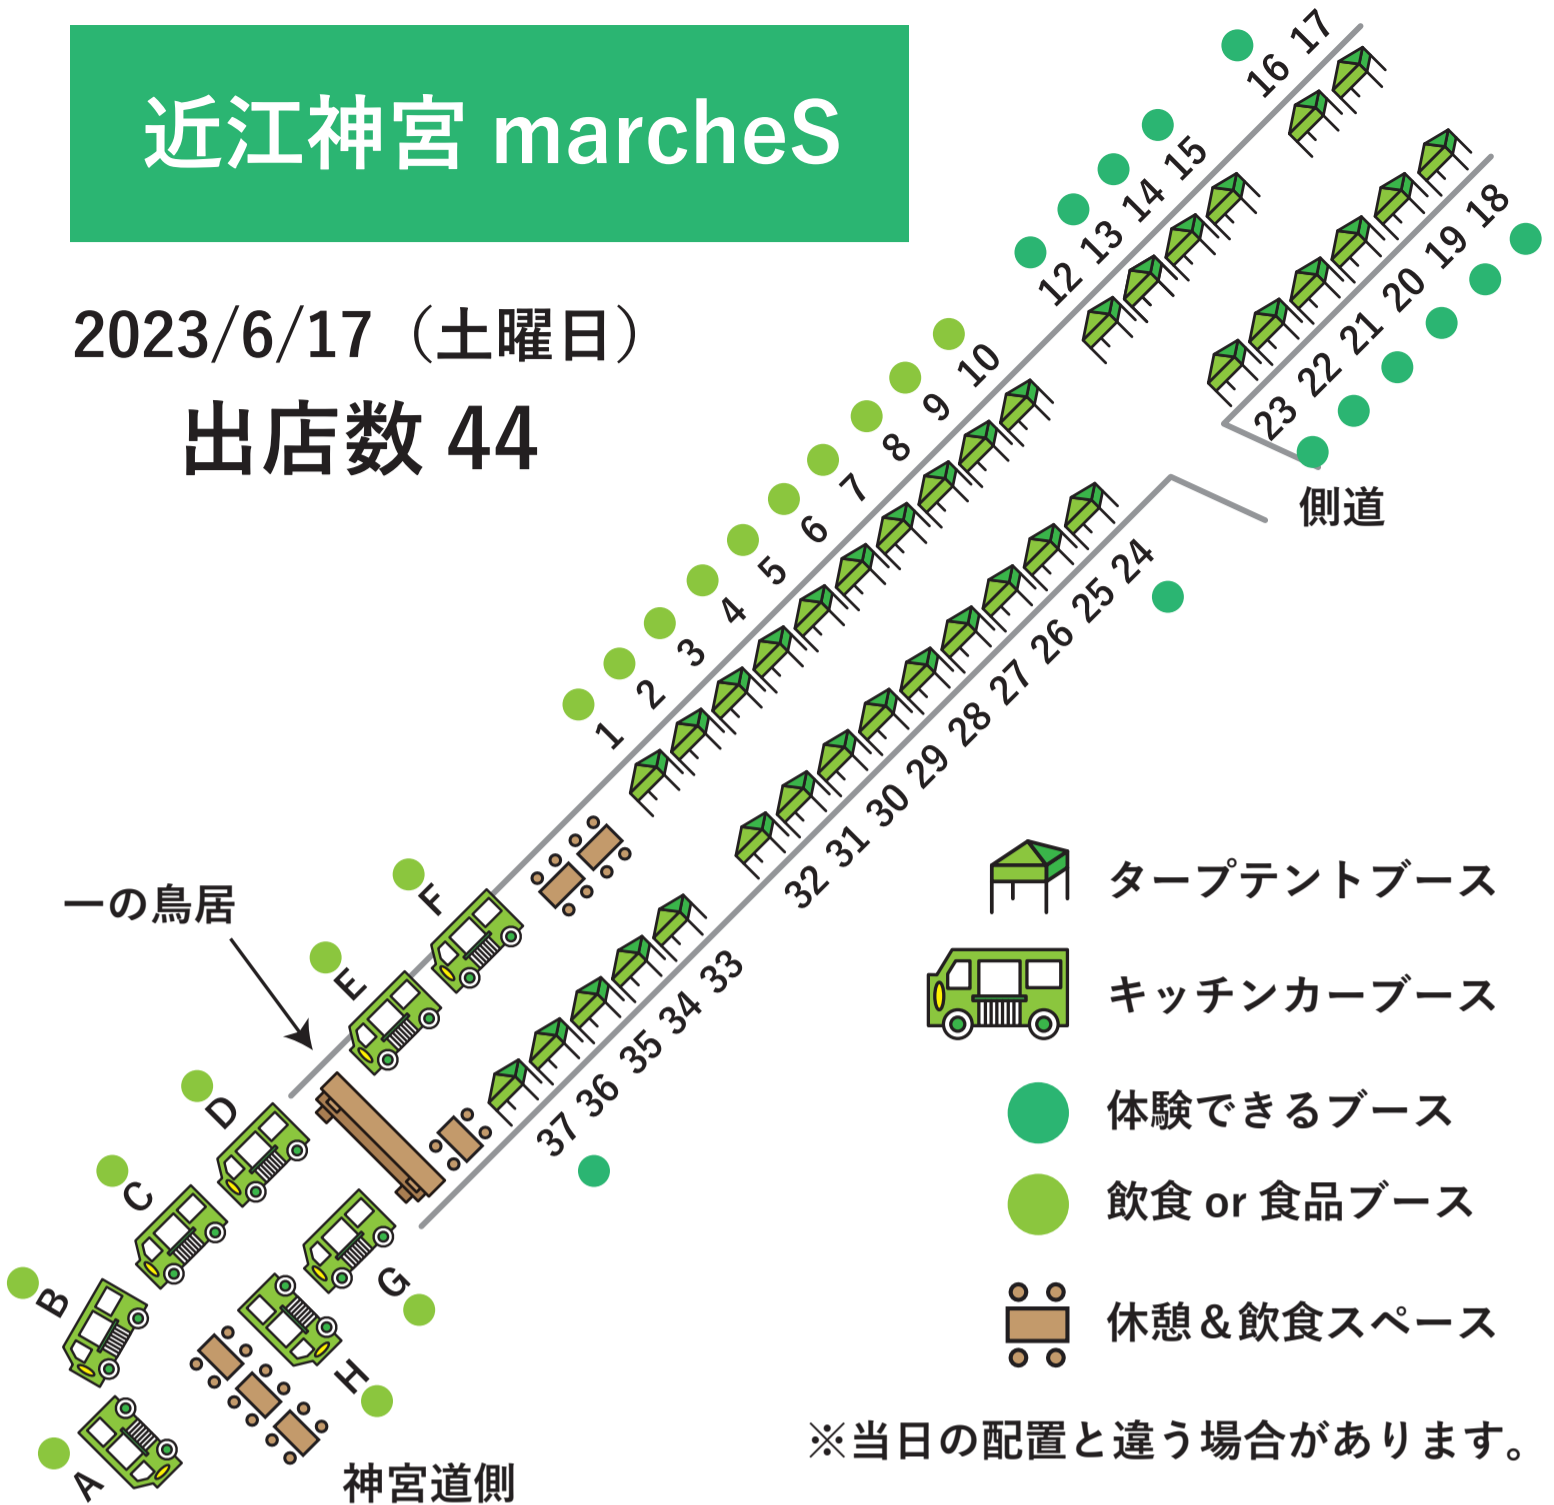 近江神宮 marcheS
2023/6/17（土曜日）
出店数 44
16 17
12 13 14 15
1 2 3 4 5 6 7 8 9 10
23 22 21 20 19 18
側道
32 31 30 29 28 27 26 25 24
37 36 35 34 33
一の鳥居
F
E
D
C
B
A
G
H
神宮道側
タープテントブース
キッチンカーブース
体験できるブース
飲食 or 食品ブース
休憩＆飲食スペース
※当日の配置と違う場合があります。